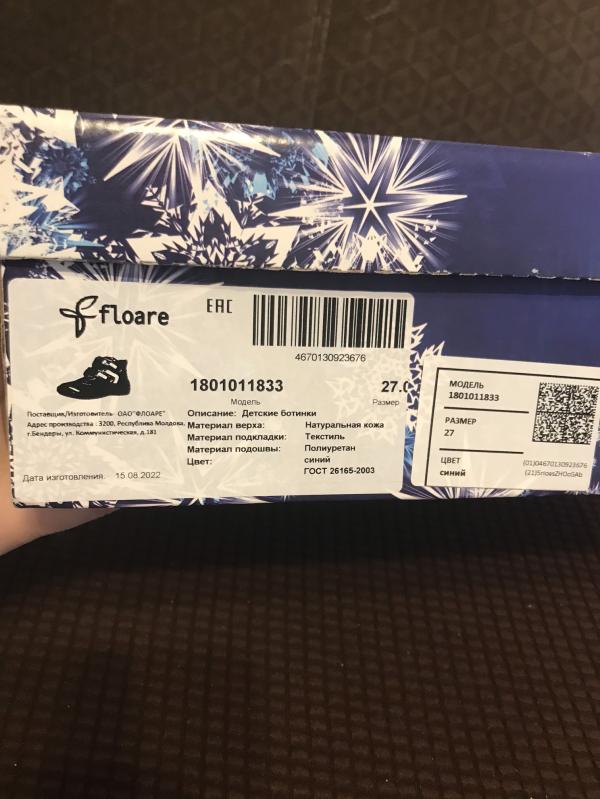 floare
EAC
4670130923676
1801011833
Модель
27.0
Размер
Поставщик/Изготовитель ОАО"ФЛОАРЕ"
Адрес производства : 3200, Республика Молдова,
г.Бендеры, ул. Коммунистическая, д.181
Описание: Детские ботинки
Материал верха: Натуральная кожа
Материал подкладки: Текстиль
Материал подошвы: Полиуретан
Цвет: синий
ГОСТ 26165-2003
Дата изготовления: 15.08.2022
МОДЕЛЬ
1801011833
РАЗМЕР
27
ЦВЕТ
синий
(01)04670130923676